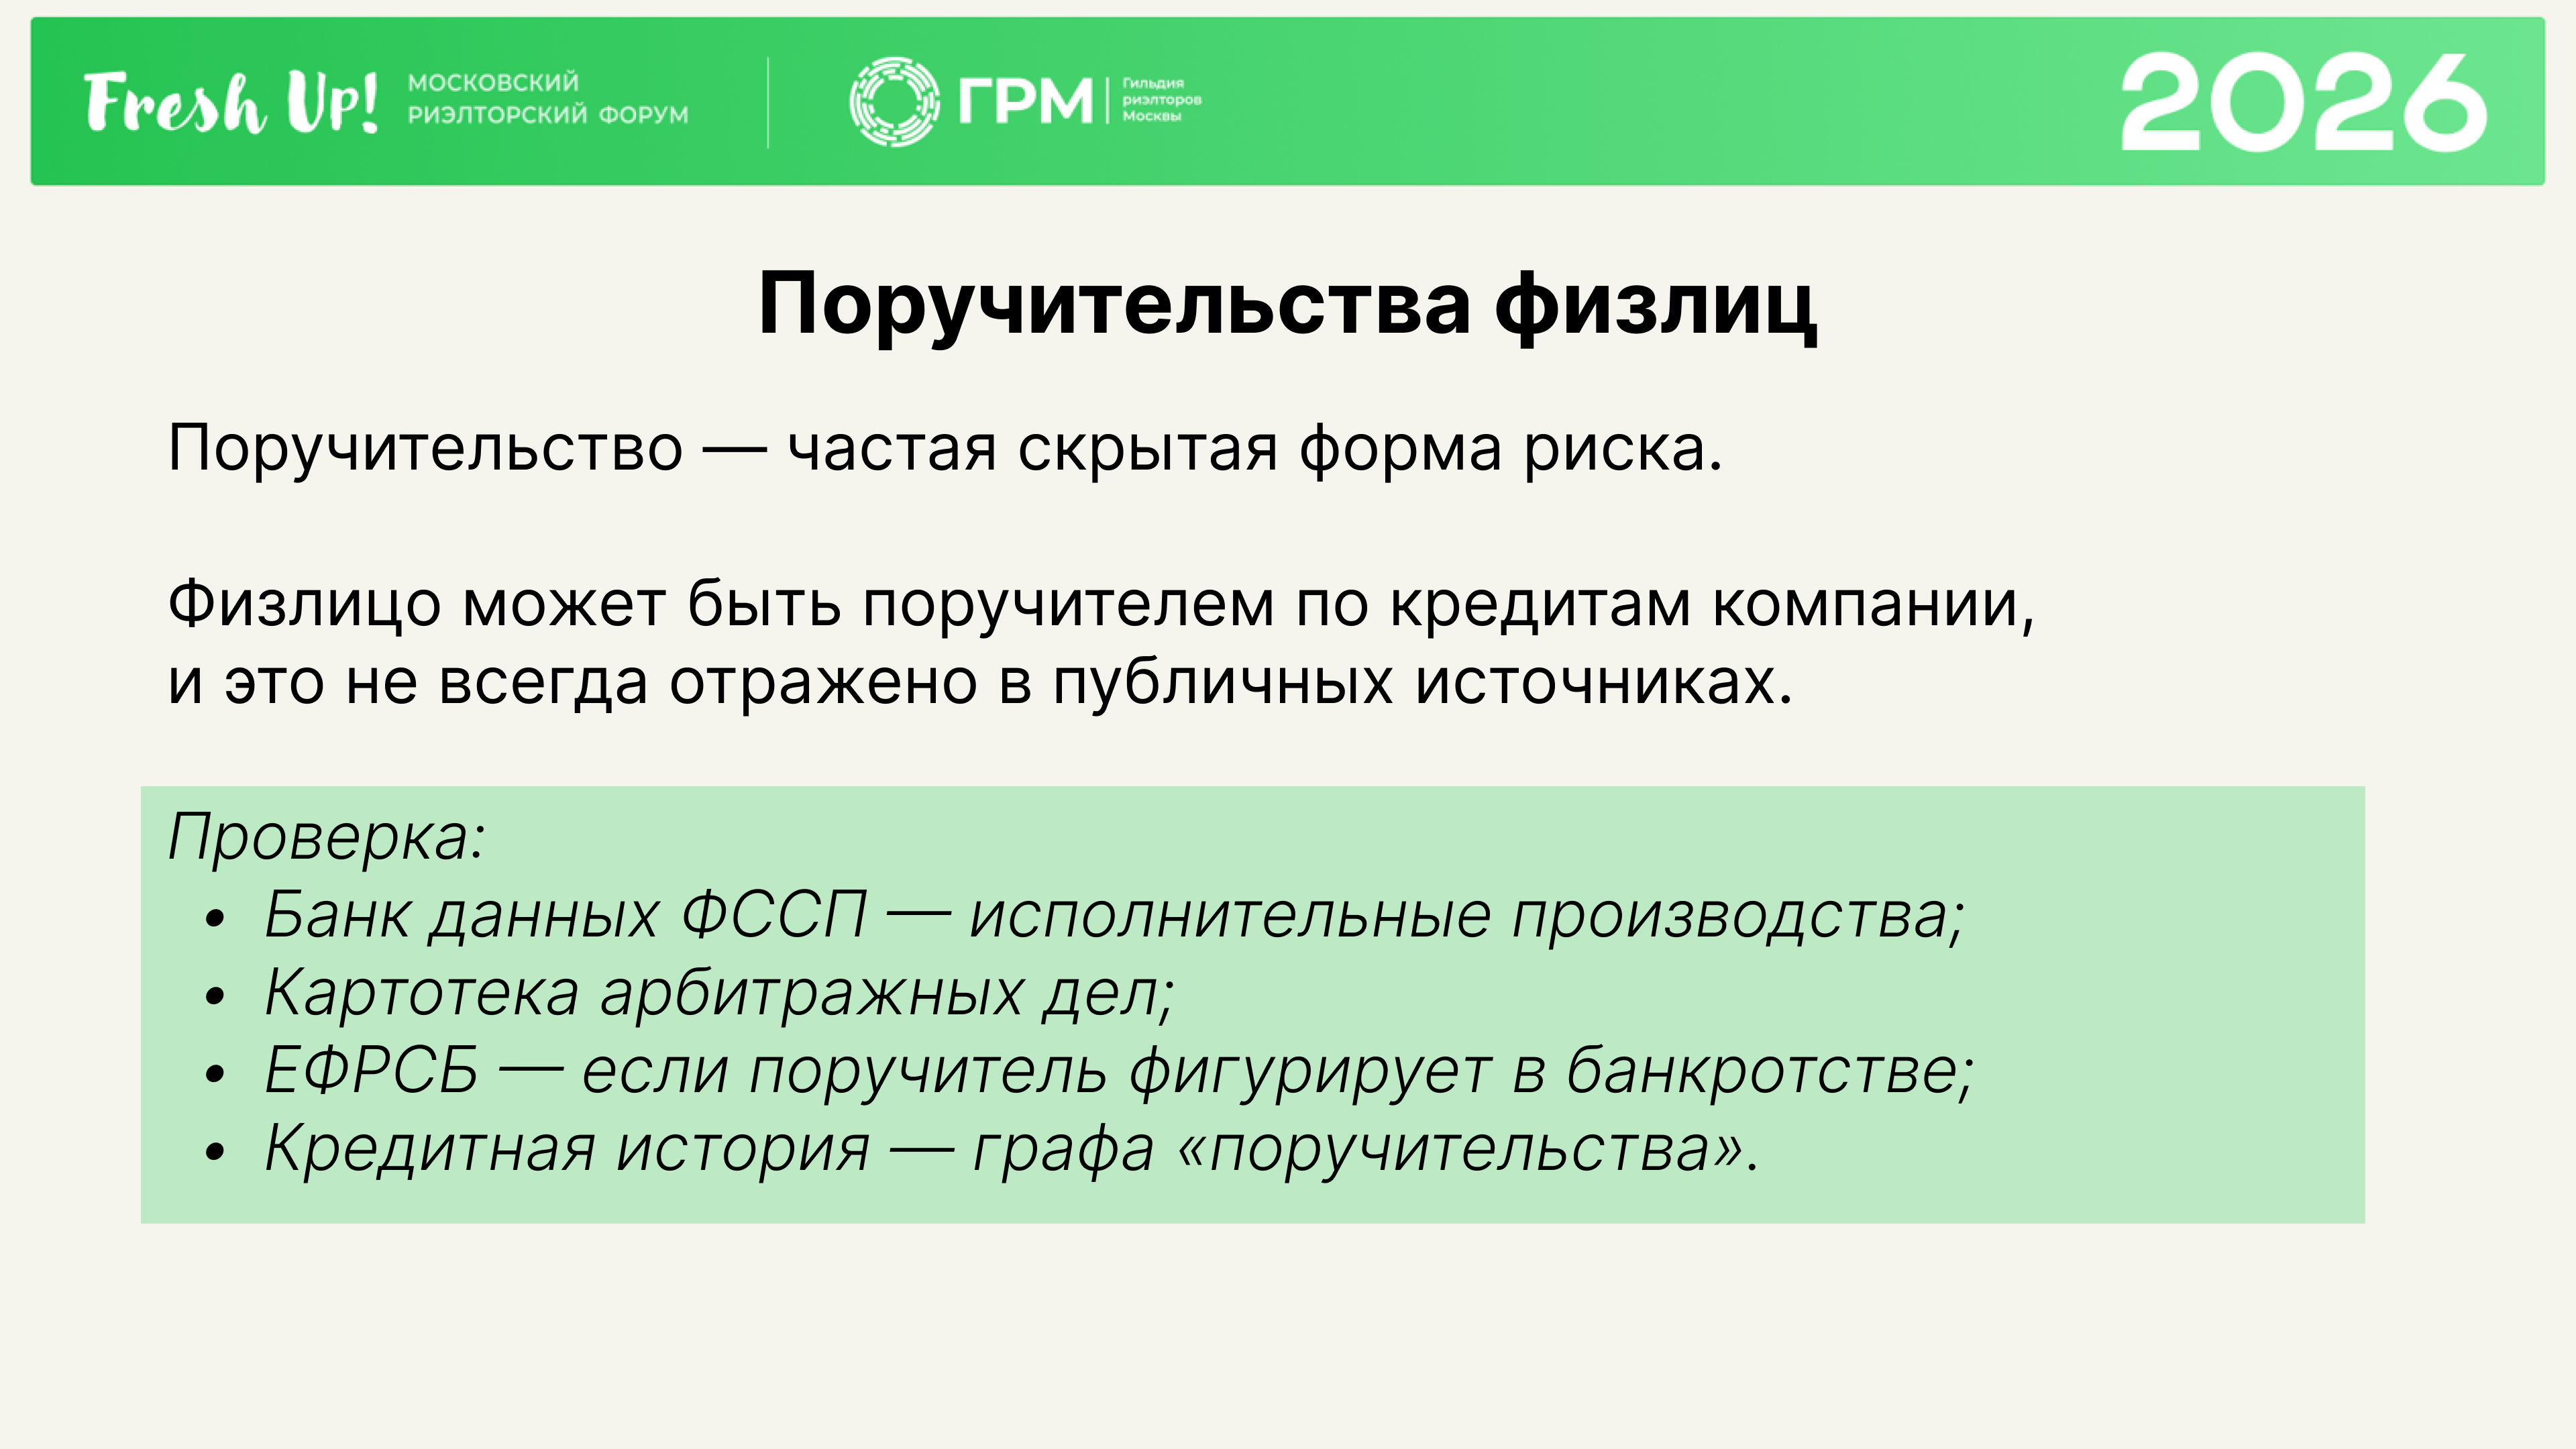 Fresh Up!
МОСКОВСКИЙ
РИЭЛТОРСКИЙ ФОРУМ
ГРМ
Гильдия
риэлторов
Москвы
2026
Поручительства физлиц
Поручительство — частая скрытая форма риска.
Физлицо может быть поручителем по кредитам компании,
и это не всегда отражено в публичных источниках.
Проверка:
• Банк данных ФССП — исполнительные производства;
• Картотека арбитражных дел;
• ЕФРСБ — если поручитель фигурирует в банкротстве;
• Кредитная история — графа «поручительства».